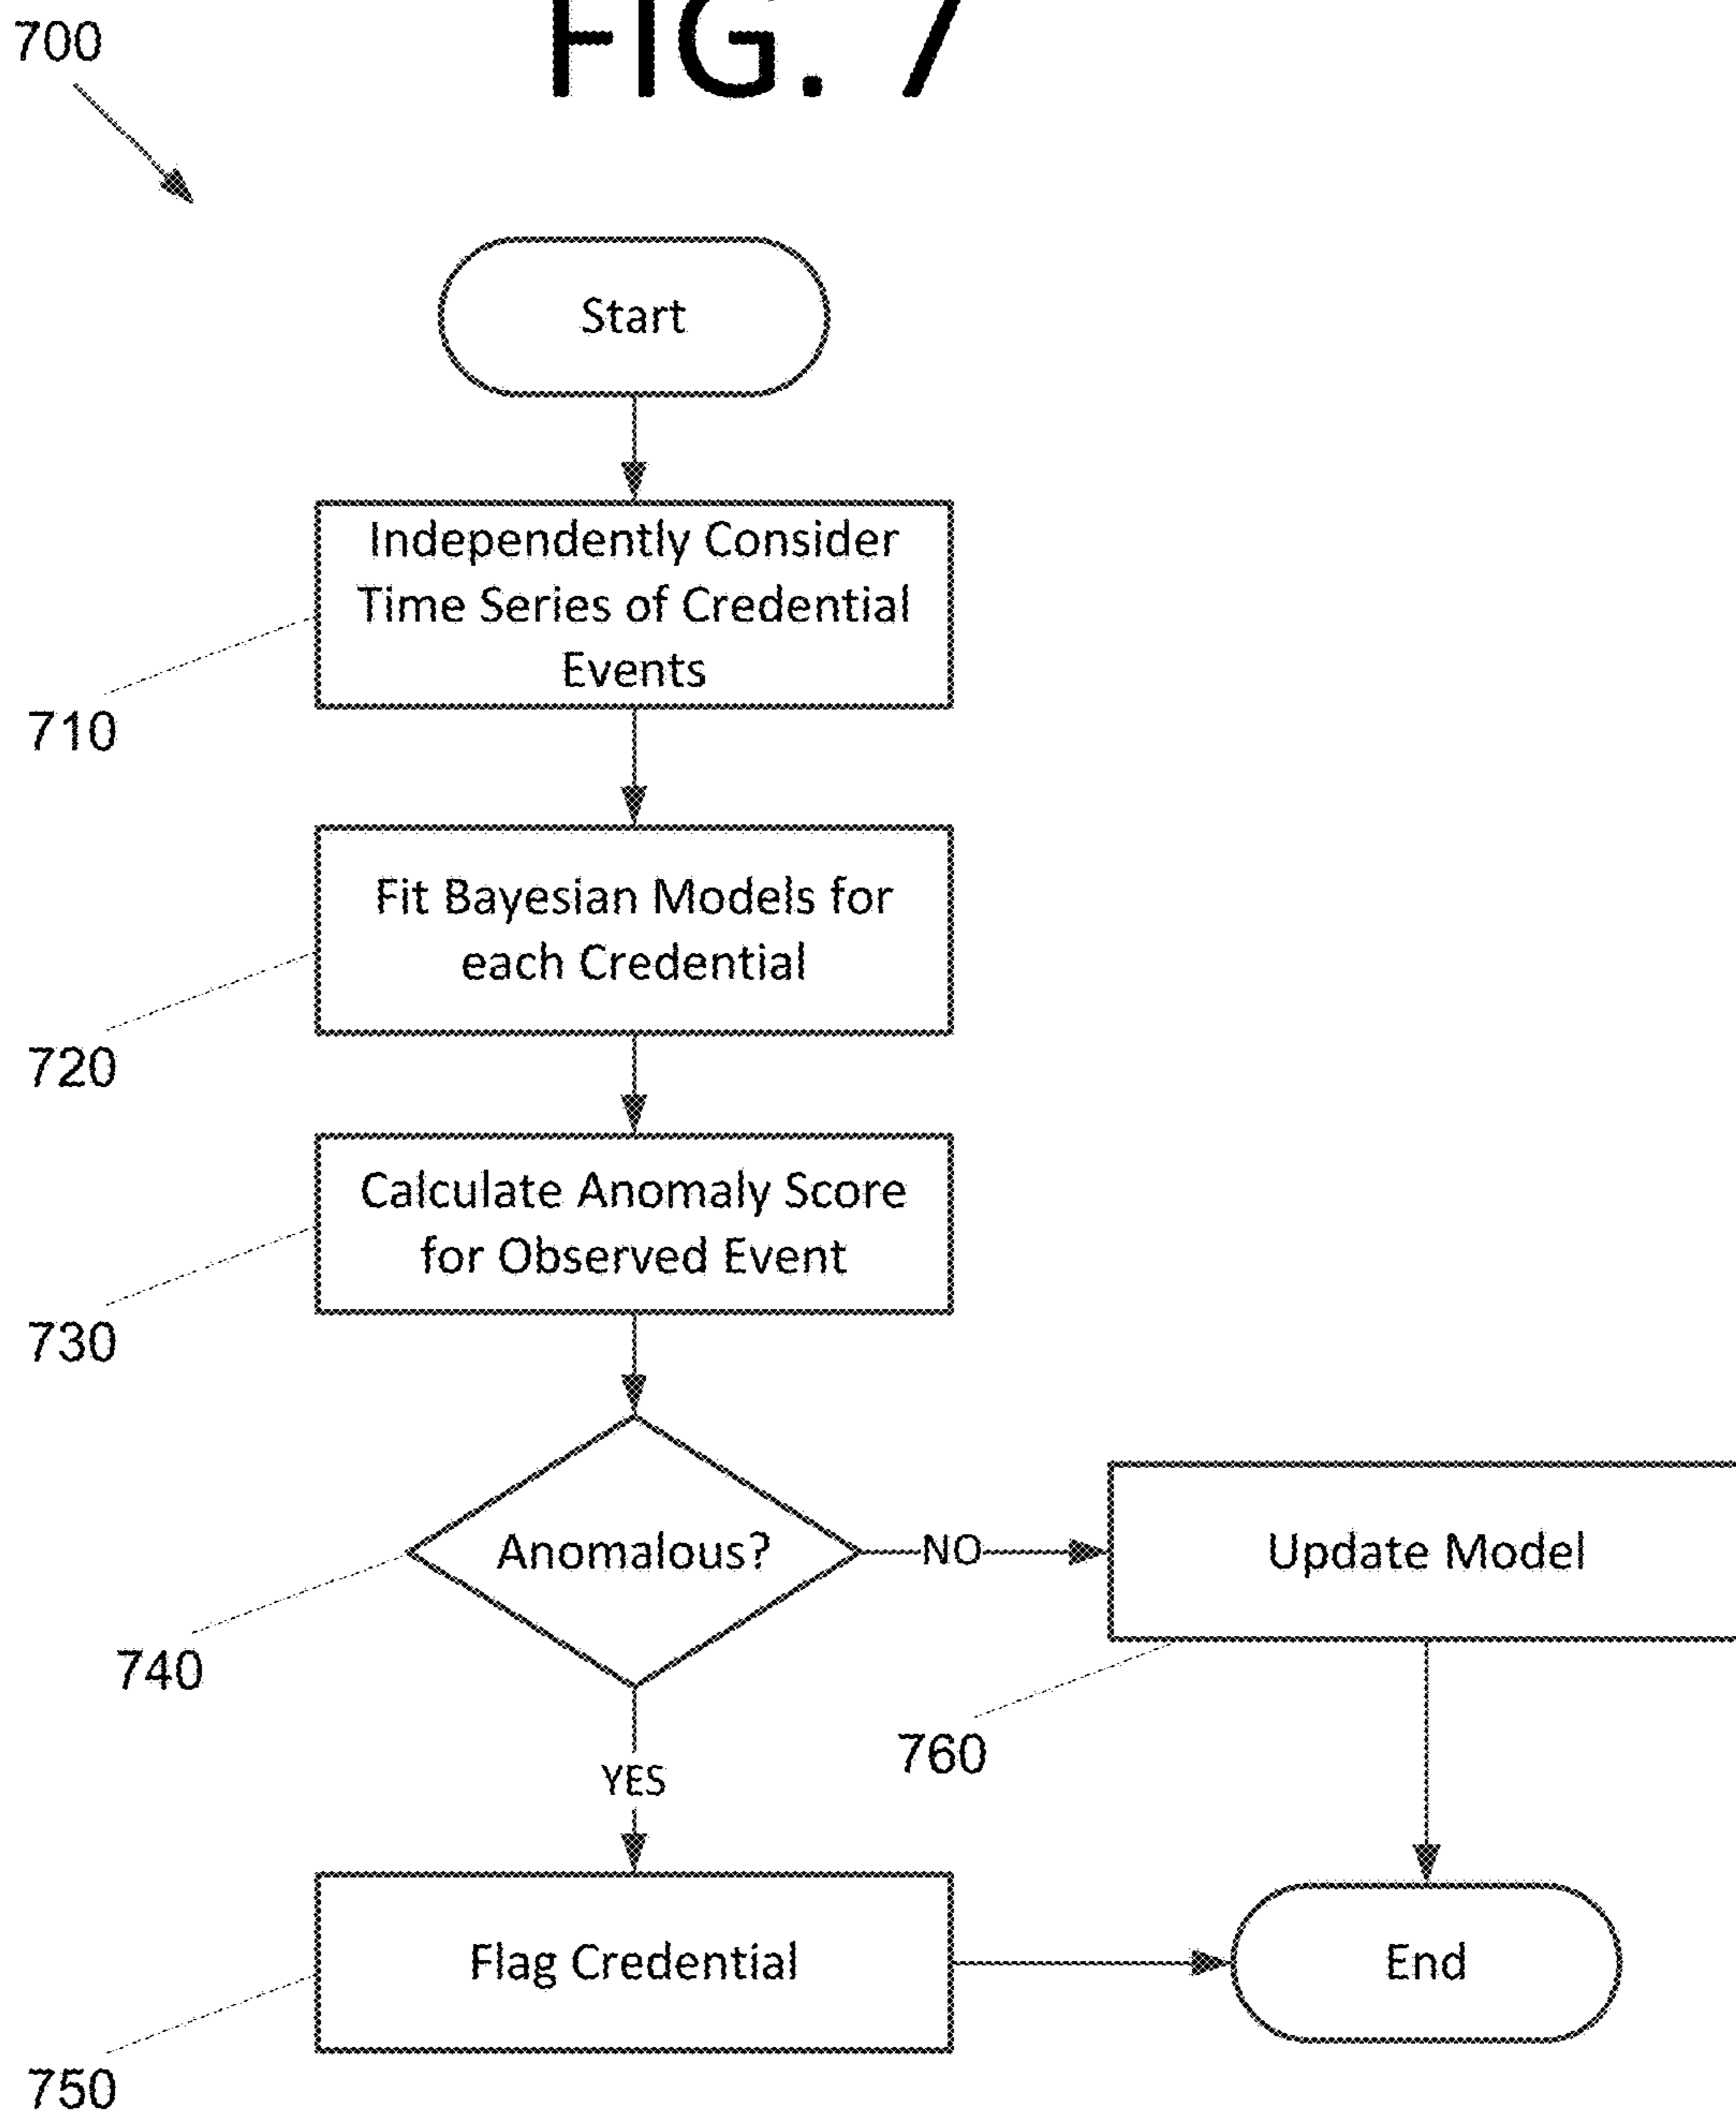 FIG. 7
700
Start
Independently Consider
Time Series of Credential
Events
710
Fit Bayesian Models for
each Credential
720
Calculate Anomaly Score
for Observed Event
730
Anomalous?
NO
Update Model
740
760
YES
Flag Credential
End
750